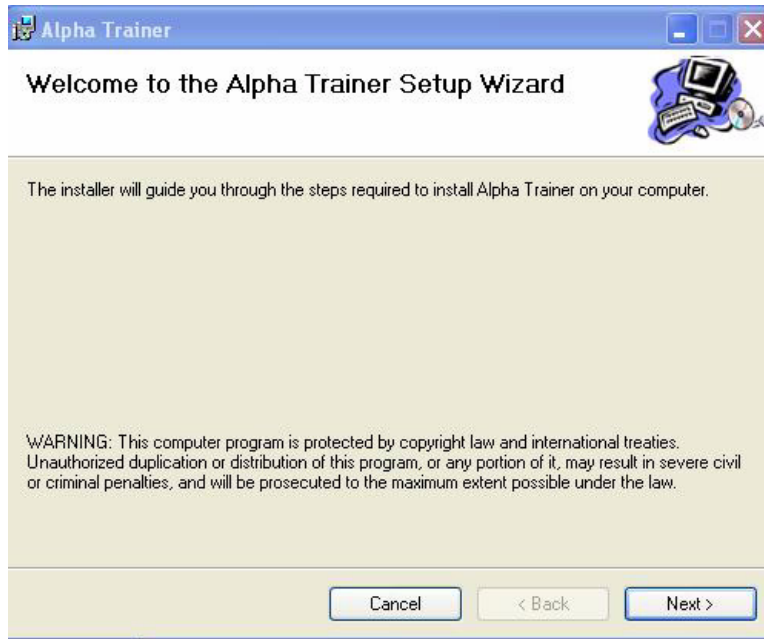 Alpha Trainer
Welcome to the Alpha Trainer Setup Wizard
The installer will guide you through the steps required to install Alpha Trainer on your computer.
WARNING: This computer program is protected by copyright law and international treaties.
Unauthorized duplication or distribution of this program, or any portion of it, may result in severe civil
or criminal penalties, and will be prosecuted to the maximum extent possible under the law.
Cancel < Back Next >